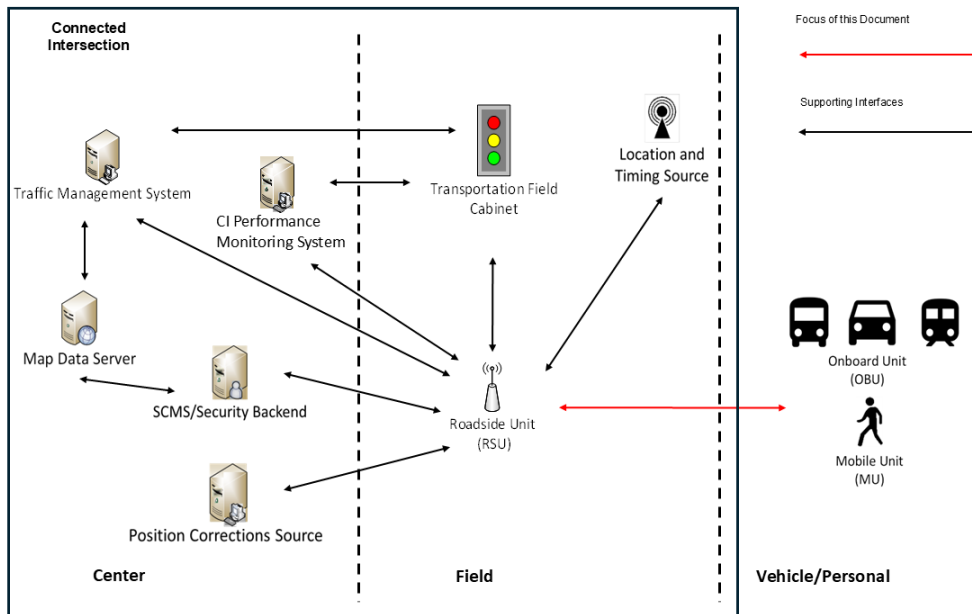 Connected
Intersection
Focus of this Document
Supporting Interfaces
Traffic Management System
CI Performance
Monitoring System
Transportation Field
Cabinet
Location and
Timing Source
Map Data Server
SCMS/Security Backend
Roadside Unit
(RSU)
Onboard Unit
(OBU)
Mobile Unit
(MU)
Position Corrections Source
Center
Field
Vehicle/Personal